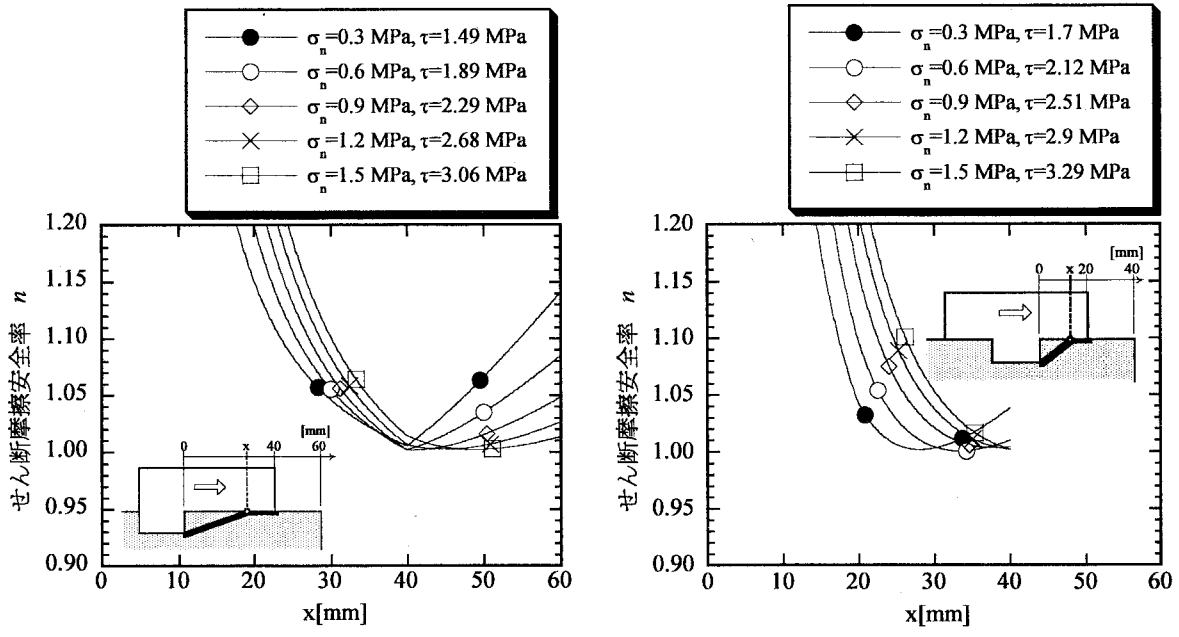 σn=0.3 MPa, τ=1.49 MPa
σn=0.6 MPa, τ=1.89 MPa
σn=0.9 MPa, τ=2.29 MPa
σn=1.2 MPa, τ=2.68 MPa
σn=1.5 MPa, τ=3.06 MPa
せん断摩擦安全率 n
1.20
1.15
1.10
1.05
1.00
0.95
0.90
0 10 20 30 40 50 60
x[mm]
[mm]
0 x 40 60
σn=0.3 MPa, τ=1.7 MPa
σn=0.6 MPa, τ=2.12 MPa
σn=0.9 MPa, τ=2.51 MPa
σn=1.2 MPa, τ=2.9 MPa
σn=1.5 MPa, τ=3.29 MPa
せん断摩擦安全率 n
1.20
1.15
1.10
1.05
1.00
0.95
0.90
0 10 20 30 40 50 60
x[mm]
[mm]
0 x 20 40